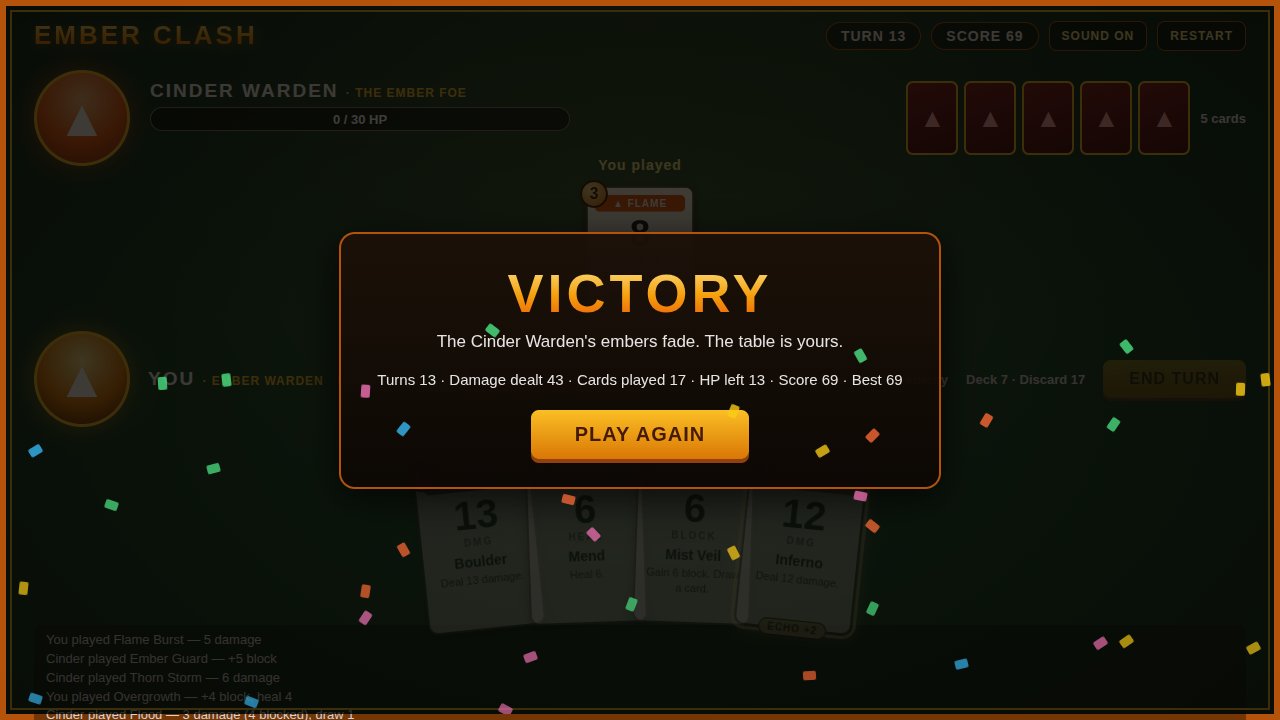 EMBER CLASH
TURN 13
SCORE 69
SOUND ON
RESTART
CINDER WARDEN · THE EMBER FOE
0 / 30 HP
5 cards
You played
3
▲ FLAME
8
VICTORY
The Cinder Warden's embers fade. The table is yours.
Turns 13 · Damage dealt 43 · Cards played 17 · HP left 13 · Score 69 · Best 69
PLAY AGAIN
YOU · EMBER WARDEN
Deck 7 · Discard 17
END TURN
13
DMG
Boulder
Deal 13 damage.
6
Mend
Heal 6.
6
BLOCK
Mist Veil
Gain 6 block. Draw
a card.
12
DMG
Inferno
Deal 12 damage.
ECHO +2
You played Flame Burst — 5 damage
Cinder played Ember Guard — +5 block
Cinder played Thorn Storm — 6 damage
You played Overgrowth — +4 block, heal 4
Cinder played Flood — 3 damage (4 blocked), draw 1